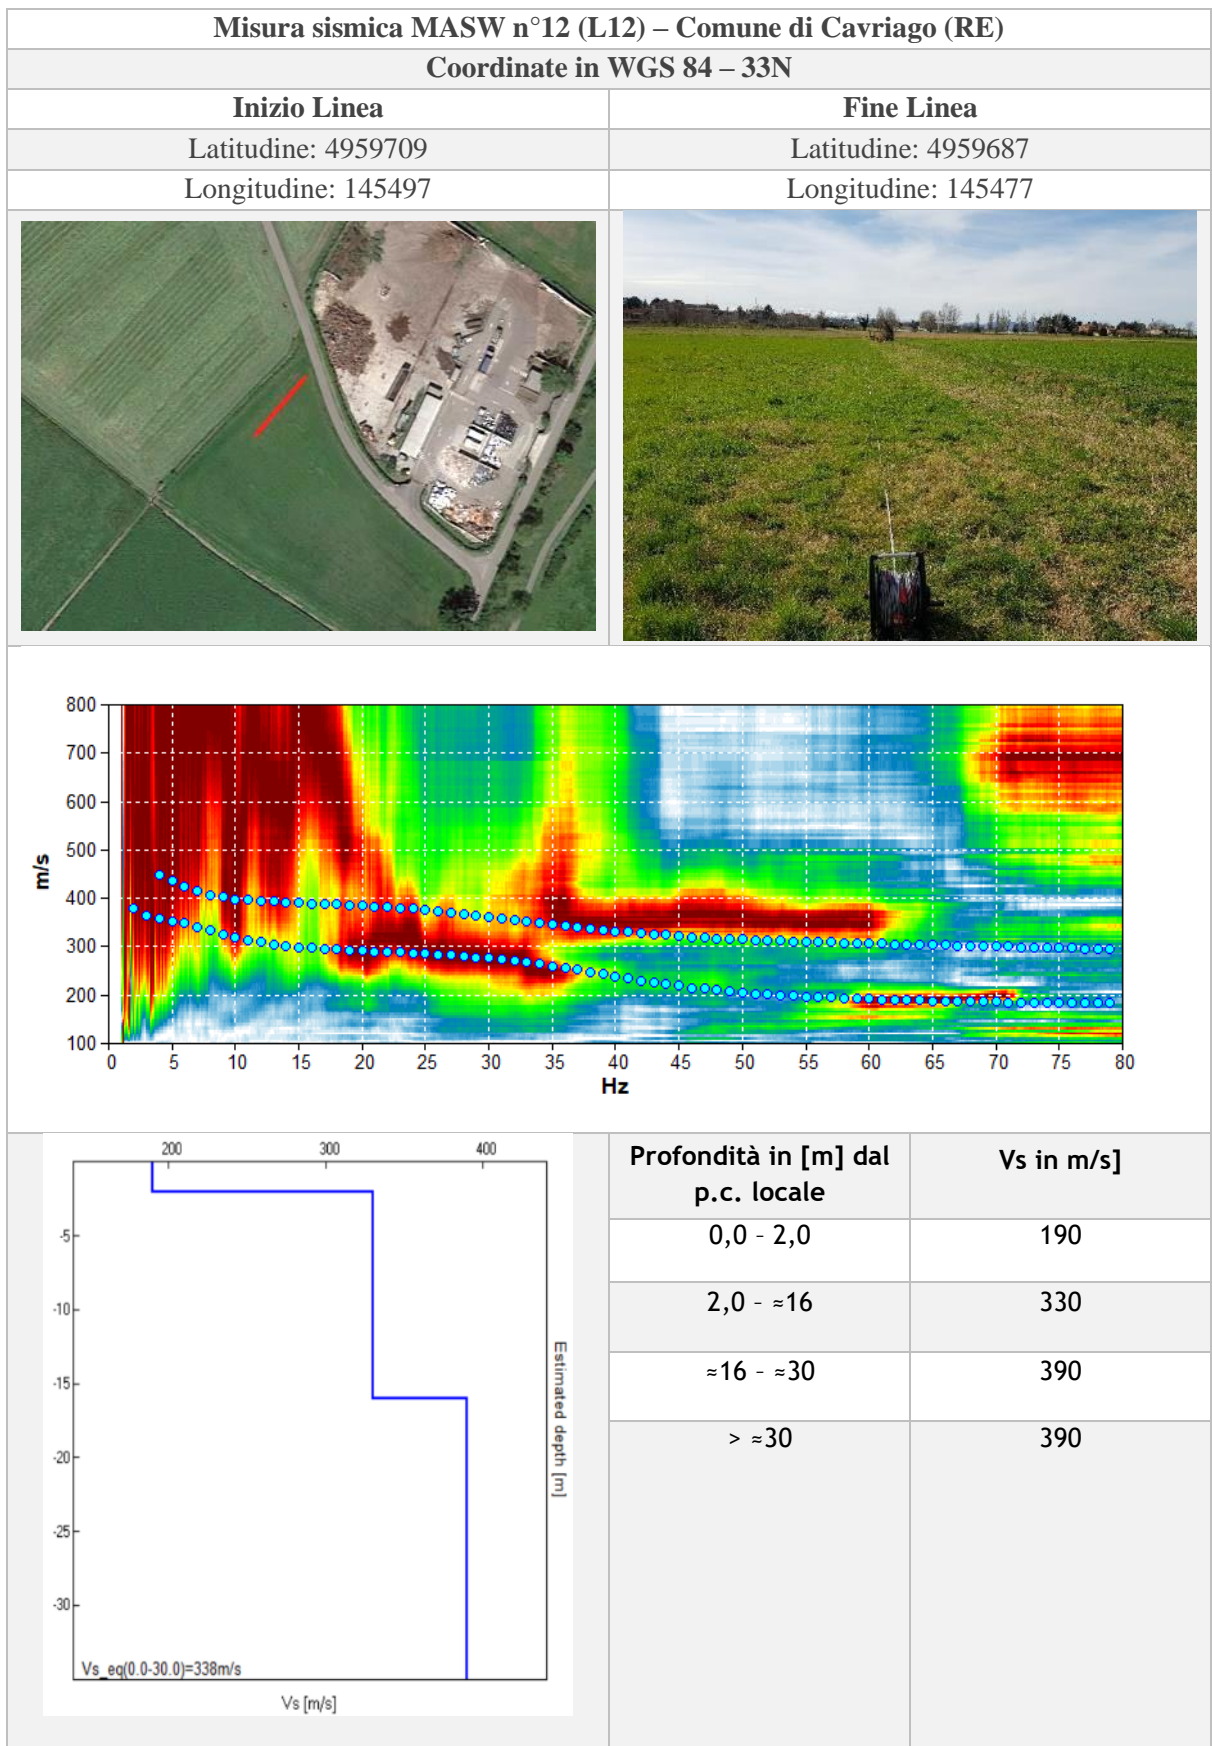 Misura sismica MASW n°12 (L12) – Comune di Cavriago (RE)
Coordinate in WGS 84 – 33N
Inizio Linea
Fine Linea
Latitudine: 4959709
Latitudine: 4959687
Longitudine: 145497
Longitudine: 145477
800
700
600
500
400
300
200
100
m/s
0 5 10 15 20 25 30 35 40 45 50 55 60 65 70 75 80
Hz
200 300 400
-5
-10
-15
-20
-25
-30
Estimated depth [m]
Vs_eq(0.0-30.0)=338m/s
Vs [m/s]
Profondità in [m] dal
p.c. locale
Vs in m/s]
0,0 – 2,0
190
2,0 – ≈16
330
≈16 – ≈30
390
> ≈30
390